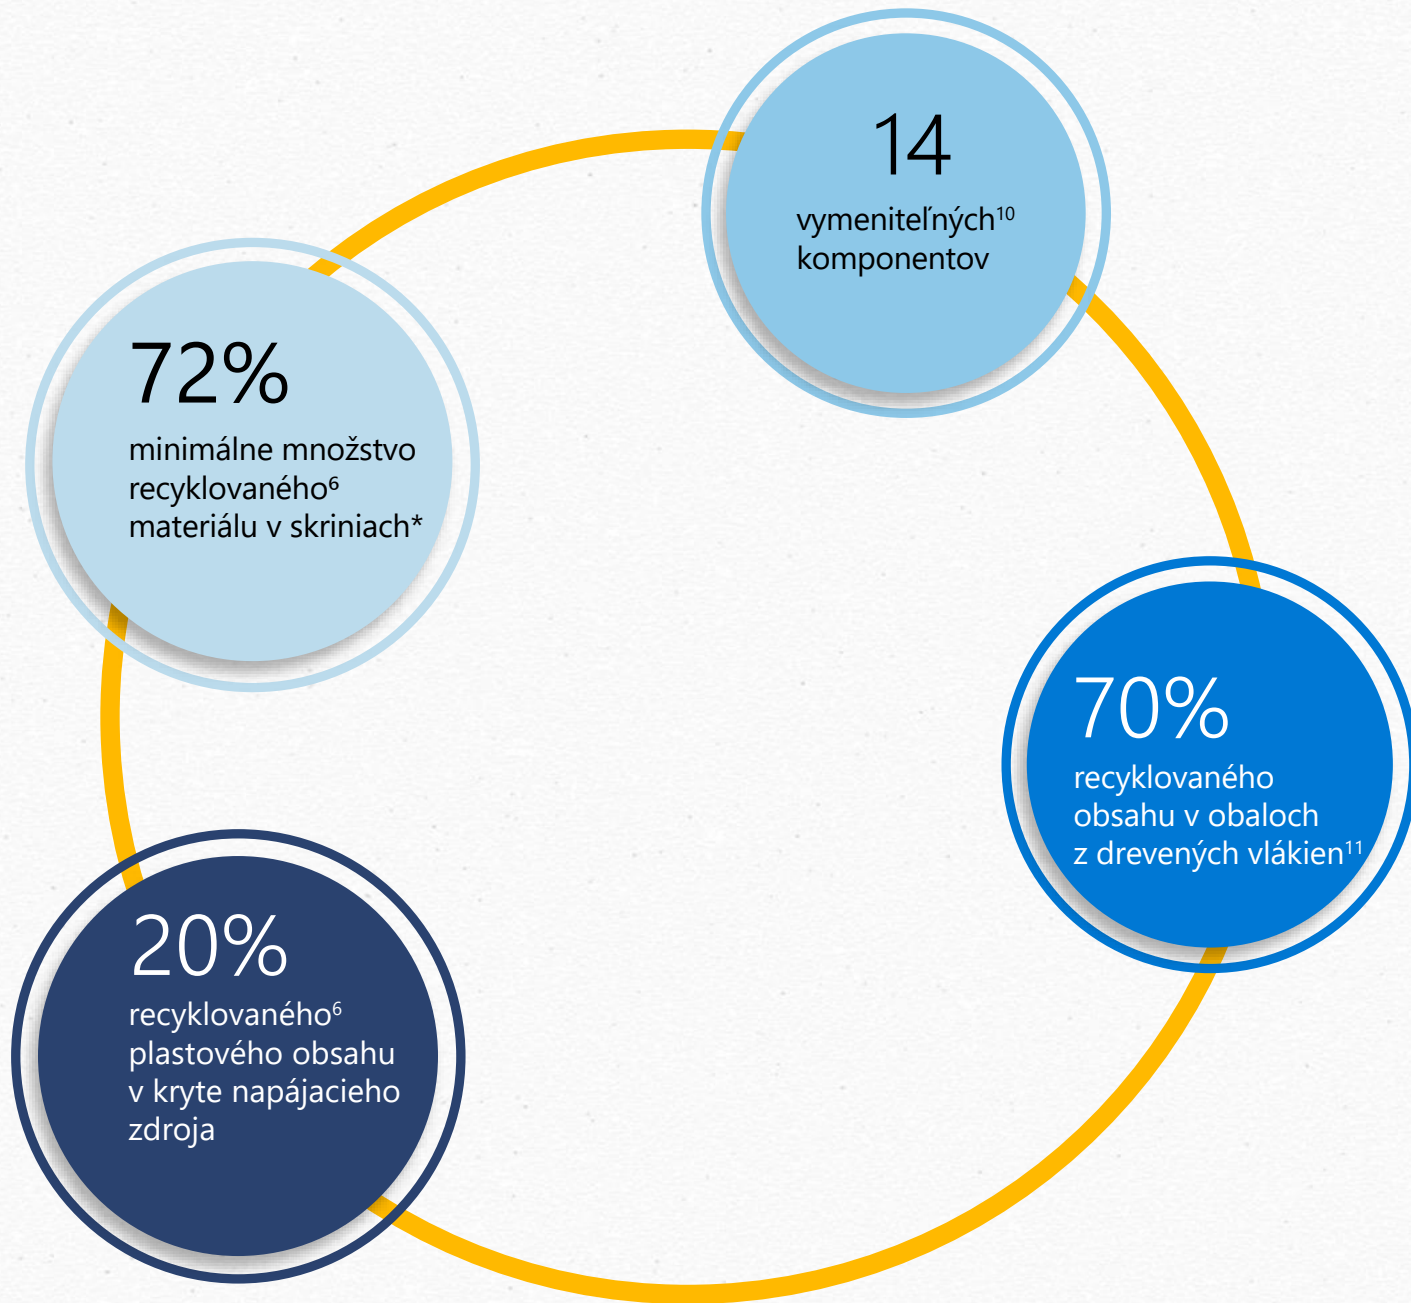 14
vymeniteľných¹⁰
komponentov
72%
minimálne množstvo
recyklovaného⁶
materiálu v skriniach*
70%
recyklovaného
obsahu v obaloch
z drevených vlákien¹¹
20%
recyklovaného⁶
plastového obsahu
v kryte napájacieho
zdroja